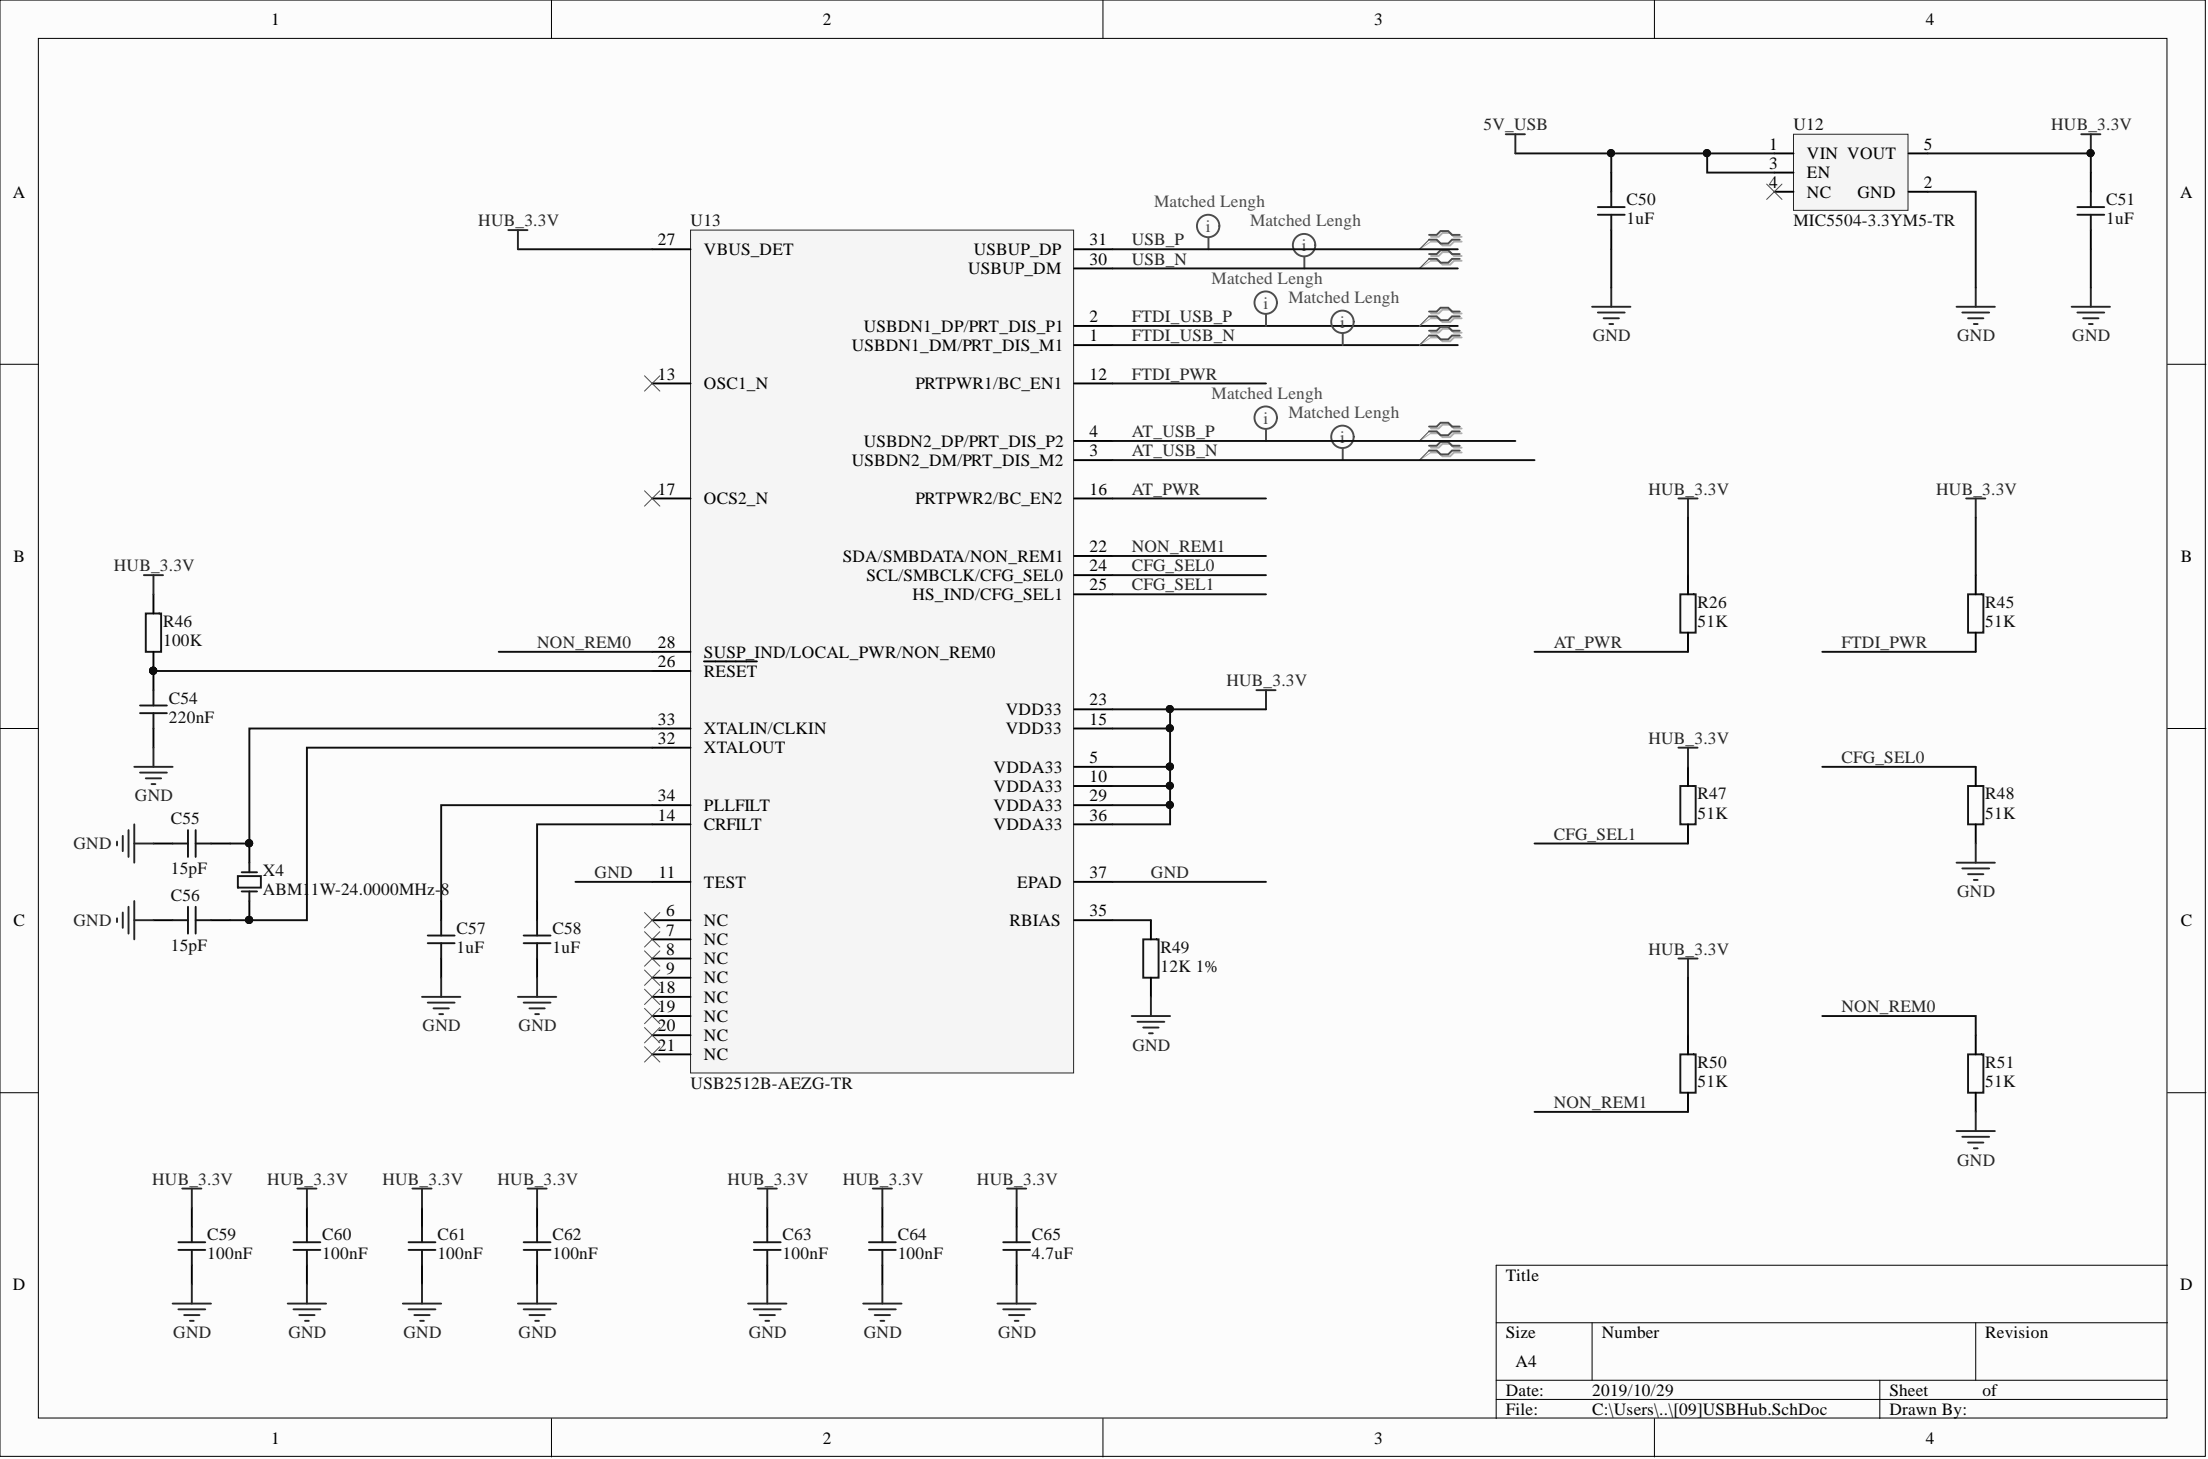 1 2 3 4
A A
B B
C C
D D
1 2 3 4
5V_USB
U12
HUB_3.3V
1 VIN VOUT 5
3 EN
4 NC GND 2
MIC5504-3.3YM5-TR
C50
1uF
C51
1uF
GND GND GND
HUB_3.3V
U13
27 VBUS_DET
13 OSC1_N
17 OCS2_N
NON_REM0 28 SUSP_IND/LOCAL_PWR/NON_REM0
26 RESET
33 XTALIN/CLKIN
32 XTALOUT
34 PLLFILT
14 CRFILT
GND 11 TEST
6 NC
7 NC
8 NC
9 NC
18 NC
19 NC
20 NC
21 NC
USB2512B-AEZG-TR
Matched Lengh
Matched Lengh
USBUP_DP 31 USB_P
USBUP_DM 30 USB_N
Matched Lengh
Matched Lengh
USBDN1_DP/PRT_DIS_P1 2 FTDI_USB_P
USBDN1_DM/PRT_DIS_M1 1 FTDI_USB_N
PRTPWR1/BC_EN1 12 FTDI_PWR
Matched Lengh
Matched Lengh
USBDN2_DP/PRT_DIS_P2 4 AT_USB_P
USBDN2_DM/PRT_DIS_M2 3 AT_USB_N
PRTPWR2/BC_EN2 16 AT_PWR
SDA/SMBDATA/NON_REM1 22 NON_REM1
SCL/SMBCLK/CFG_SEL0 24 CFG_SEL0
HS_IND/CFG_SEL1 25 CFG_SEL1
HUB_3.3V
VDD33 23
VDD33 15
VDDA33 5
VDDA33 10
VDDA33 29
VDDA33 36
EPAD 37 GND
RBIAS 35
R49
12K 1%
GND
HUB_3.3V
R46
100K
C54
220nF
GND
GND C55
15pF
X4
ABM11W-24.0000MHz-8
GND C56
15pF
C57
1uF
GND
C58
1uF
GND
HUB_3.3V
R26
51K
AT_PWR
HUB_3.3V
R45
51K
FTDI_PWR
HUB_3.3V
R47
51K
CFG_SEL1
CFG_SEL0
R48
51K
GND
HUB_3.3V
R50
51K
NON_REM1
NON_REM0
R51
51K
GND
HUB_3.3V HUB_3.3V HUB_3.3V HUB_3.3V HUB_3.3V HUB_3.3V HUB_3.3V
C59 C60 C61 C62 C63 C64 C65
100nF 100nF 100nF 100nF 100nF 100nF 4.7uF
GND GND GND GND GND GND GND
Title
Size Number Revision
A4
Date: 2019/10/29 Sheet of
File: C:\Users\..\[09]USBHub.SchDoc Drawn By: